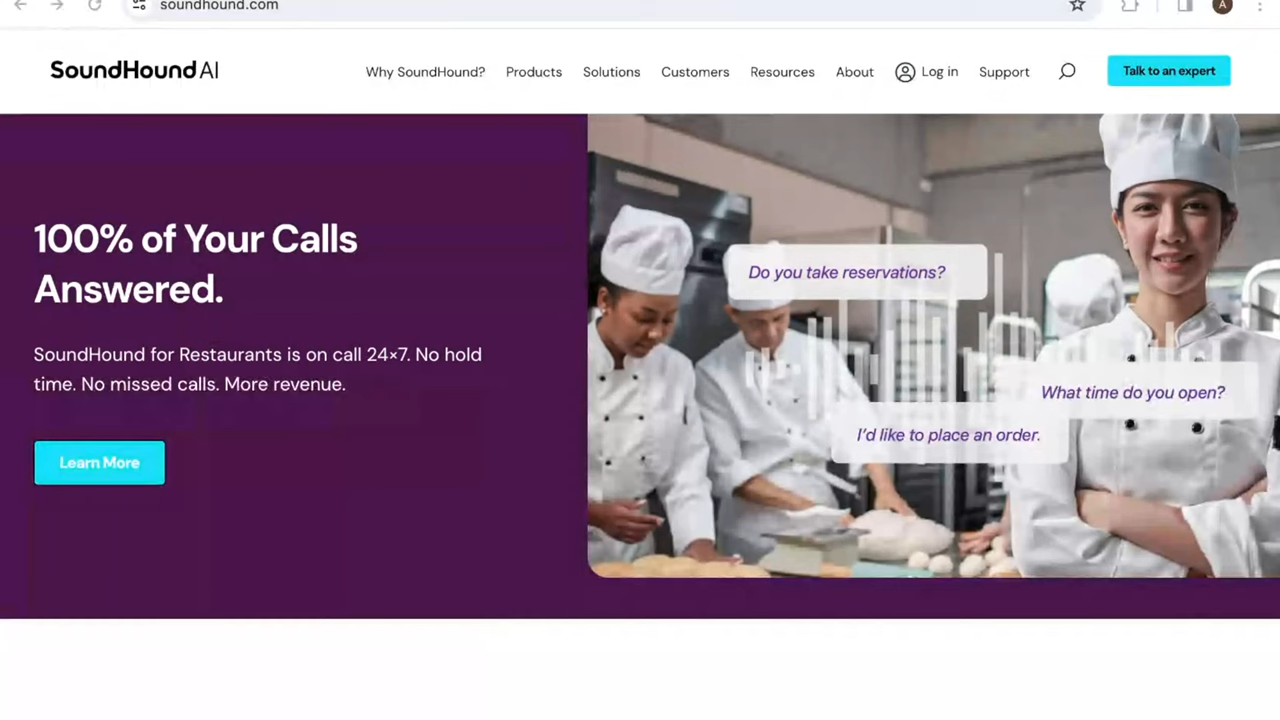 soundhound.com
A
SoundHound AI
Why SoundHound?
Products
Solutions
Customers
Resources
About
Log in
Support
Talk to an expert
100% of Your Calls
Answered.
SoundHound for Restaurants is on call 24×7. No hold
time. No missed calls. More revenue.
Learn More
Do you take reservations?
What time do you open?
I'd like to place an order.